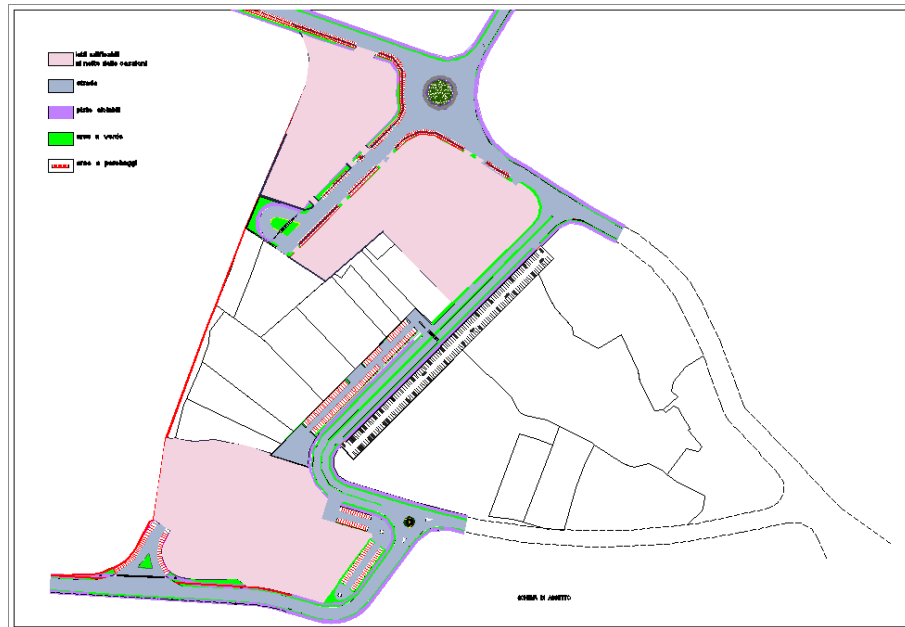 lotti edificabili
al netto delle cessioni
strade
piste ciclabili
aree a verde
aree a parcheggi
SCHEMA DI ASSETTO